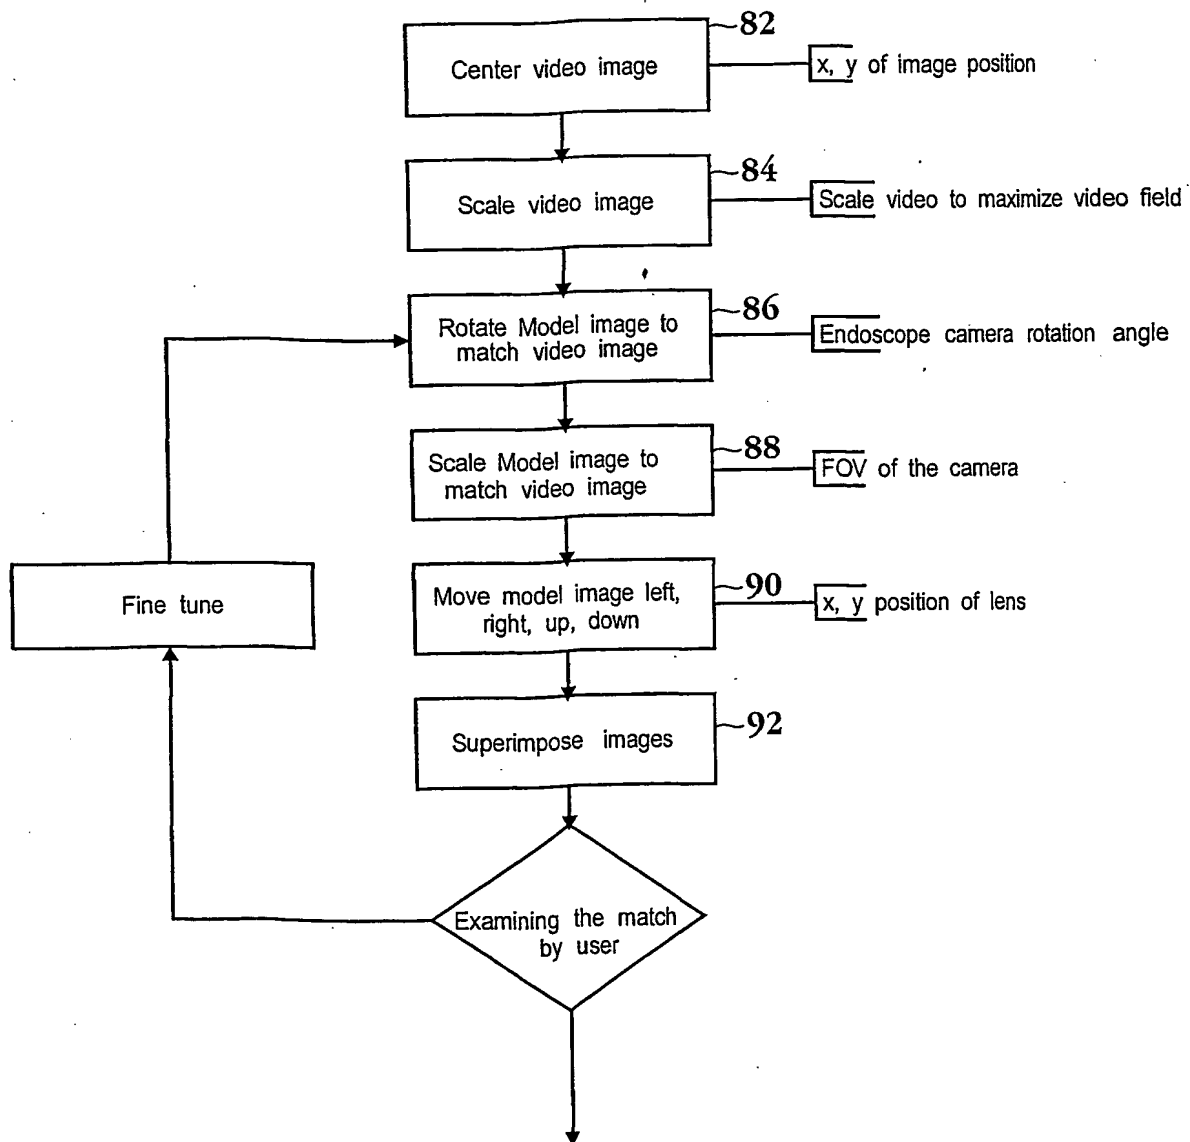 Center video image
82
x, y of image position
Scale video image
84
Scale video to maximize video field
Rotate Model image to
match video image
86
Endoscope camera rotation angle
Scale Model image to
match video image
88
FOV of the camera
Fine tune
Move model image left,
right, up, down
90
x, y position of lens
Superimpose images
92
Examining the match
by user